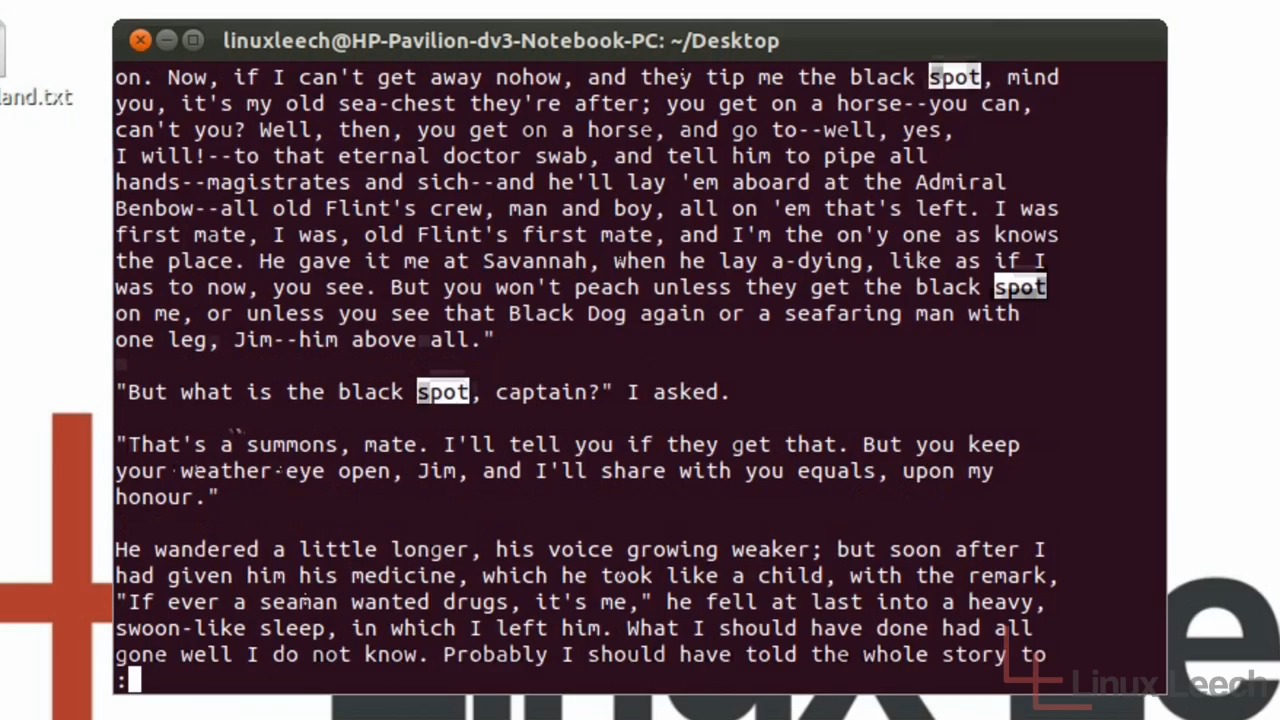 linuxleech@HP-Pavilion-dv3-Notebook-PC: ~/Desktop
land.txt
on. Now, if I can't get away nohow, and they tip me the black spot, mind
you, it's my old sea-chest they're after; you get on a horse--you can,
can't you? Well, then, you get on a horse, and go to--well, yes,
I will!--to that eternal doctor swab, and tell him to pipe all
hands--magistrates and sich--and he'll lay 'em aboard at the Admiral
Benbow--all old Flint's crew, man and boy, all on 'em that's left. I was
first mate, I was, old Flint's first mate, and I'm the on'y one as knows
the place. He gave it me at Savannah, when he lay a-dying, like as if I
was to now, you see. But you won't peach unless they get the black spot
on me, or unless you see that Black Dog again or a seafaring man with
one leg, Jim--him above all."
"But what is the black spot, captain?" I asked.
"That's a summons, mate. I'll tell you if they get that. But you keep
your weather-eye open, Jim, and I'll share with you equals, upon my
honour."
He wandered a little longer, his voice growing weaker; but soon after I
had given him his medicine, which he took like a child, with the remark,
"If ever a seaman wanted drugs, it's me," he fell at last into a heavy,
swoon-like sleep, in which I left him. What I should have done had all
gone well I do not know. Probably I should have told the whole story to
:
Linux Leech